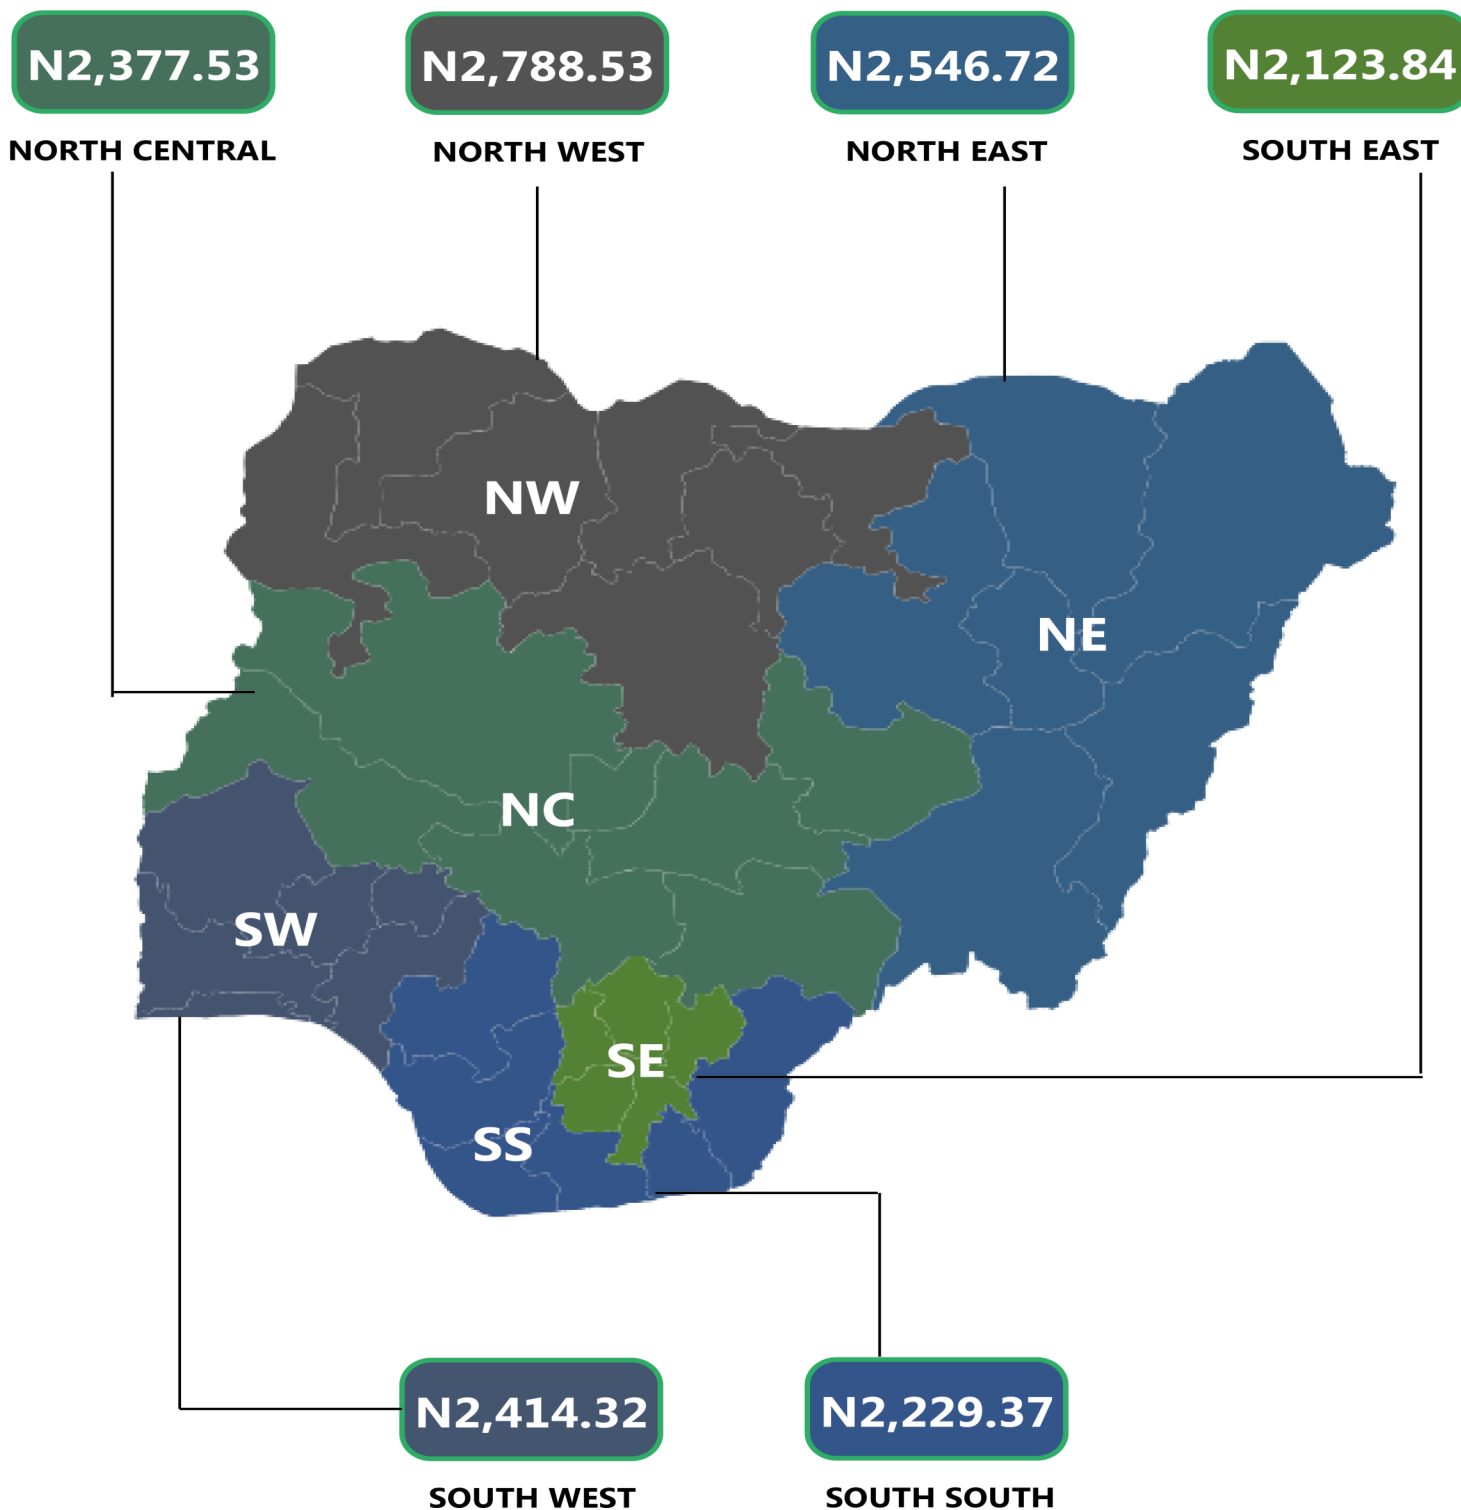 N2,377.53
NORTH CENTRAL
N2,788.53
NORTH WEST
N2,546.72
NORTH EAST
N2,123.84
SOUTH EAST
NW
NE
NC
SW
SE
SS
N2,414.32
SOUTH WEST
N2,229.37
SOUTH SOUTH